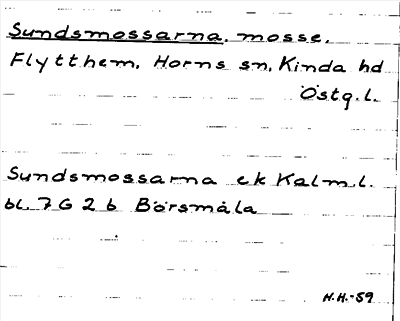 Sundsmossarna, mosse.
Flytthem, Horns sn, Kinda hd
Östg.l.
Sundsmossarna ek Kalm.l.
bl. 7 G 2 b Börsmåla
H.H.-59